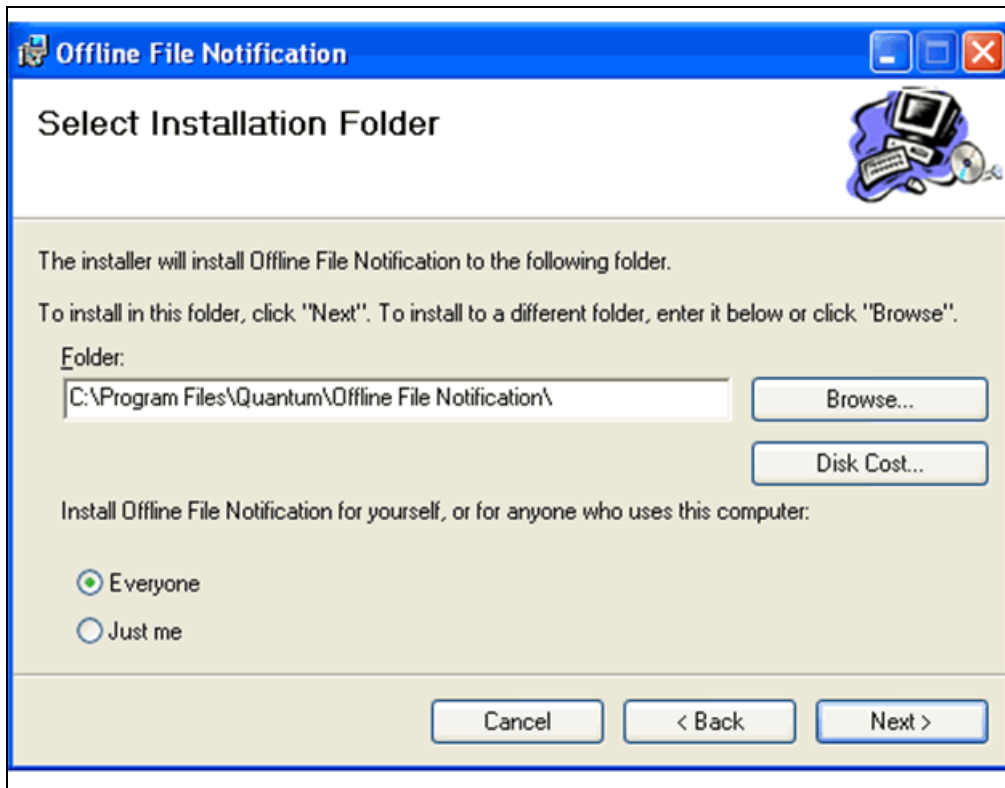 Offline File Notification
Select Installation Folder
The installer will install Offline File Notification to the following folder.
To install in this folder, click "Next". To install to a different folder, enter it below or click "Browse".
Folder:
C:\Program Files\Quantum\Offline File Notification\
Browse...
Disk Cost...
Install Offline File Notification for yourself, or for anyone who uses this computer:
Everyone
Just me
Cancel
< Back
Next >